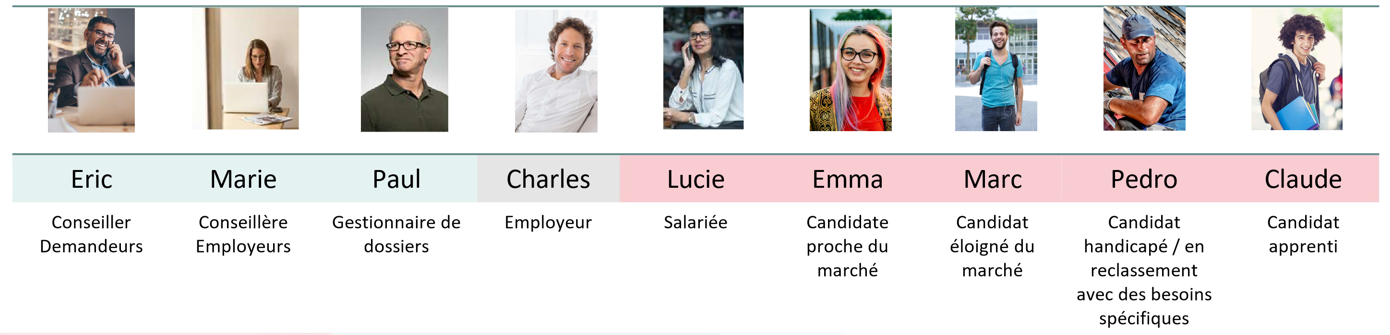 Eric
Marie
Paul
Charles
Lucie
Emma
Marc
Pedro
Claude
Conseiller
Demandeurs
Conseillère
Employeurs
Gestionnaire de
dossiers
Employeur
Salariée
Candidate
proche du
marché
Candidat
éloigné du
marché
Candidat
handicapé / en
reclassement
avec des besoins
spécifiques
Candidat
apprenti